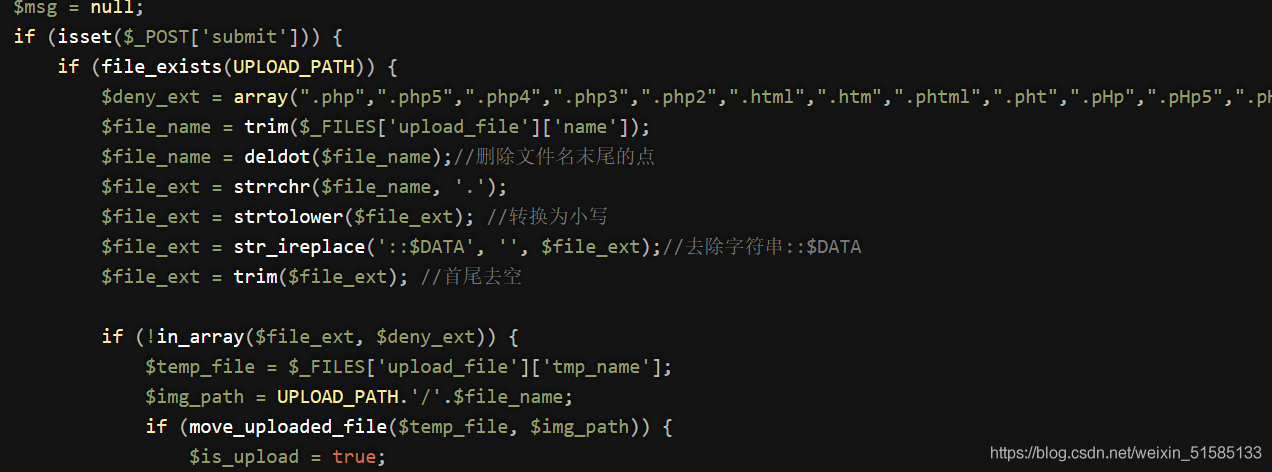 $msg = null;
if (isset($_POST['submit'])) {
    if (file_exists(UPLOAD_PATH)) {
        $deny_ext = array(".php",".php5",".php4",".php3",".php2",".html",".htm",".phtml",".pht",".pHp",".pHp5",".pH
        $file_name = trim($_FILES['upload_file']['name']);
        $file_name = deldot($file_name);//删除文件名末尾的点
        $file_ext = strrchr($file_name, '.');
        $file_ext = strtolower($file_ext); //转换为小写
        $file_ext = str_ireplace('::$DATA', '', $file_ext);//去除字符串::$DATA
        $file_ext = trim($file_ext); //首尾去空
        if (!in_array($file_ext, $deny_ext)) {
            $temp_file = $_FILES['upload_file']['tmp_name'];
            $img_path = UPLOAD_PATH.'/'.$file_name;
            if (move_uploaded_file($temp_file, $img_path)) {
                $is_upload = true;
https://blog.csdn.net/weixin_51585133